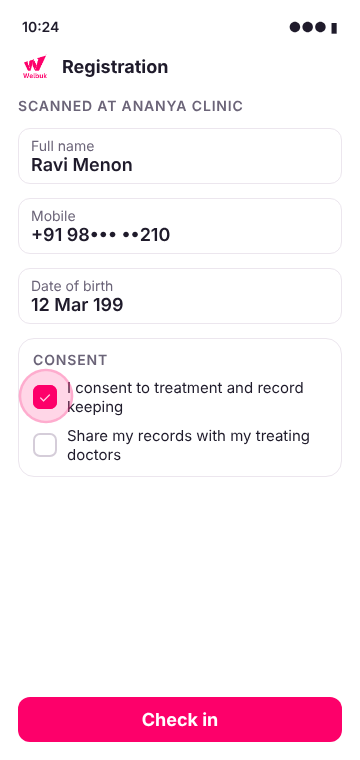 10:24
Welbuk
Registration
SCANNED AT ANANYA CLINIC
Full name
Ravi Menon
Mobile
+91 98••• ••210
Date of birth
12 Mar 199
CONSENT
I consent to treatment and record
keeping
Share my records with my treating
doctors
Check in